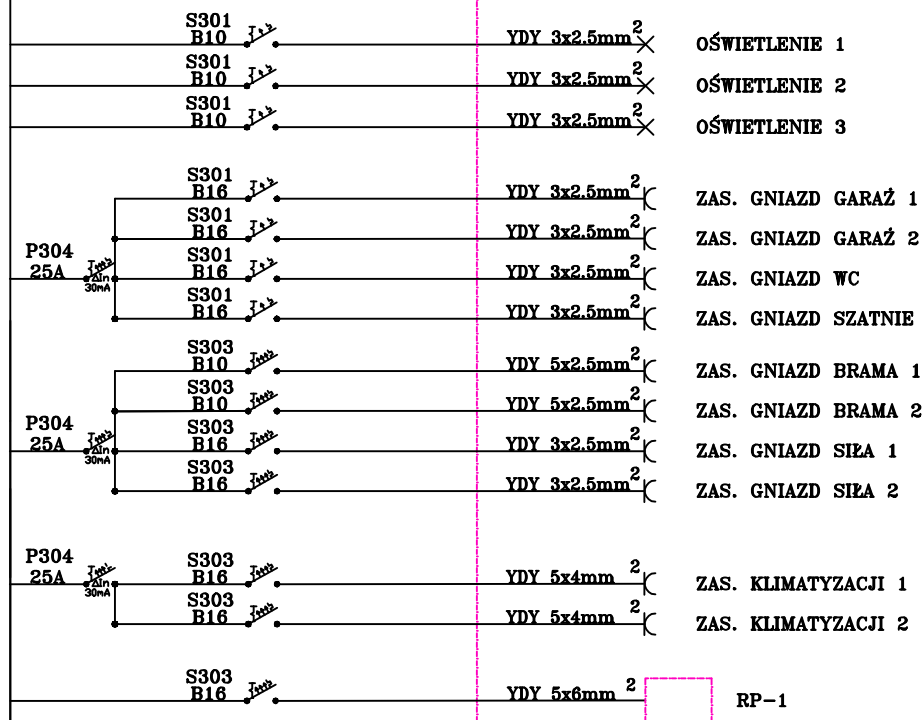 S301
B10 YDY 3x2.5mm² OŚWIETLENIE 1
S301
B10 YDY 3x2.5mm² OŚWIETLENIE 2
S301
B10 YDY 3x2.5mm² OŚWIETLENIE 3
S301
B16 YDY 3x2.5mm² ZAS. GNIAZD GARAŻ 1
S301
B16 YDY 3x2.5mm² ZAS. GNIAZD GARAŻ 2
P304
25A
ΔIn
30mA
S301
B16 YDY 3x2.5mm² ZAS. GNIAZD WC
S301
B16 YDY 3x2.5mm² ZAS. GNIAZD SZATNIE
S303
B10 YDY 5x2.5mm² ZAS. GNIAZD BRAMA 1
S303
B10 YDY 5x2.5mm² ZAS. GNIAZD BRAMA 2
P304
25A
ΔIn
30mA
S303
B16 YDY 3x2.5mm² ZAS. GNIAZD SIŁA 1
S303
B16 YDY 3x2.5mm² ZAS. GNIAZD SIŁA 2
P304
25A
ΔIn
30mA
S303
B16 YDY 5x4mm ² ZAS. KLIMATYZACJI 1
S303
B16 YDY 5x4mm ² ZAS. KLIMATYZACJI 2
S303
B16 YDY 5x6mm ² RP-1